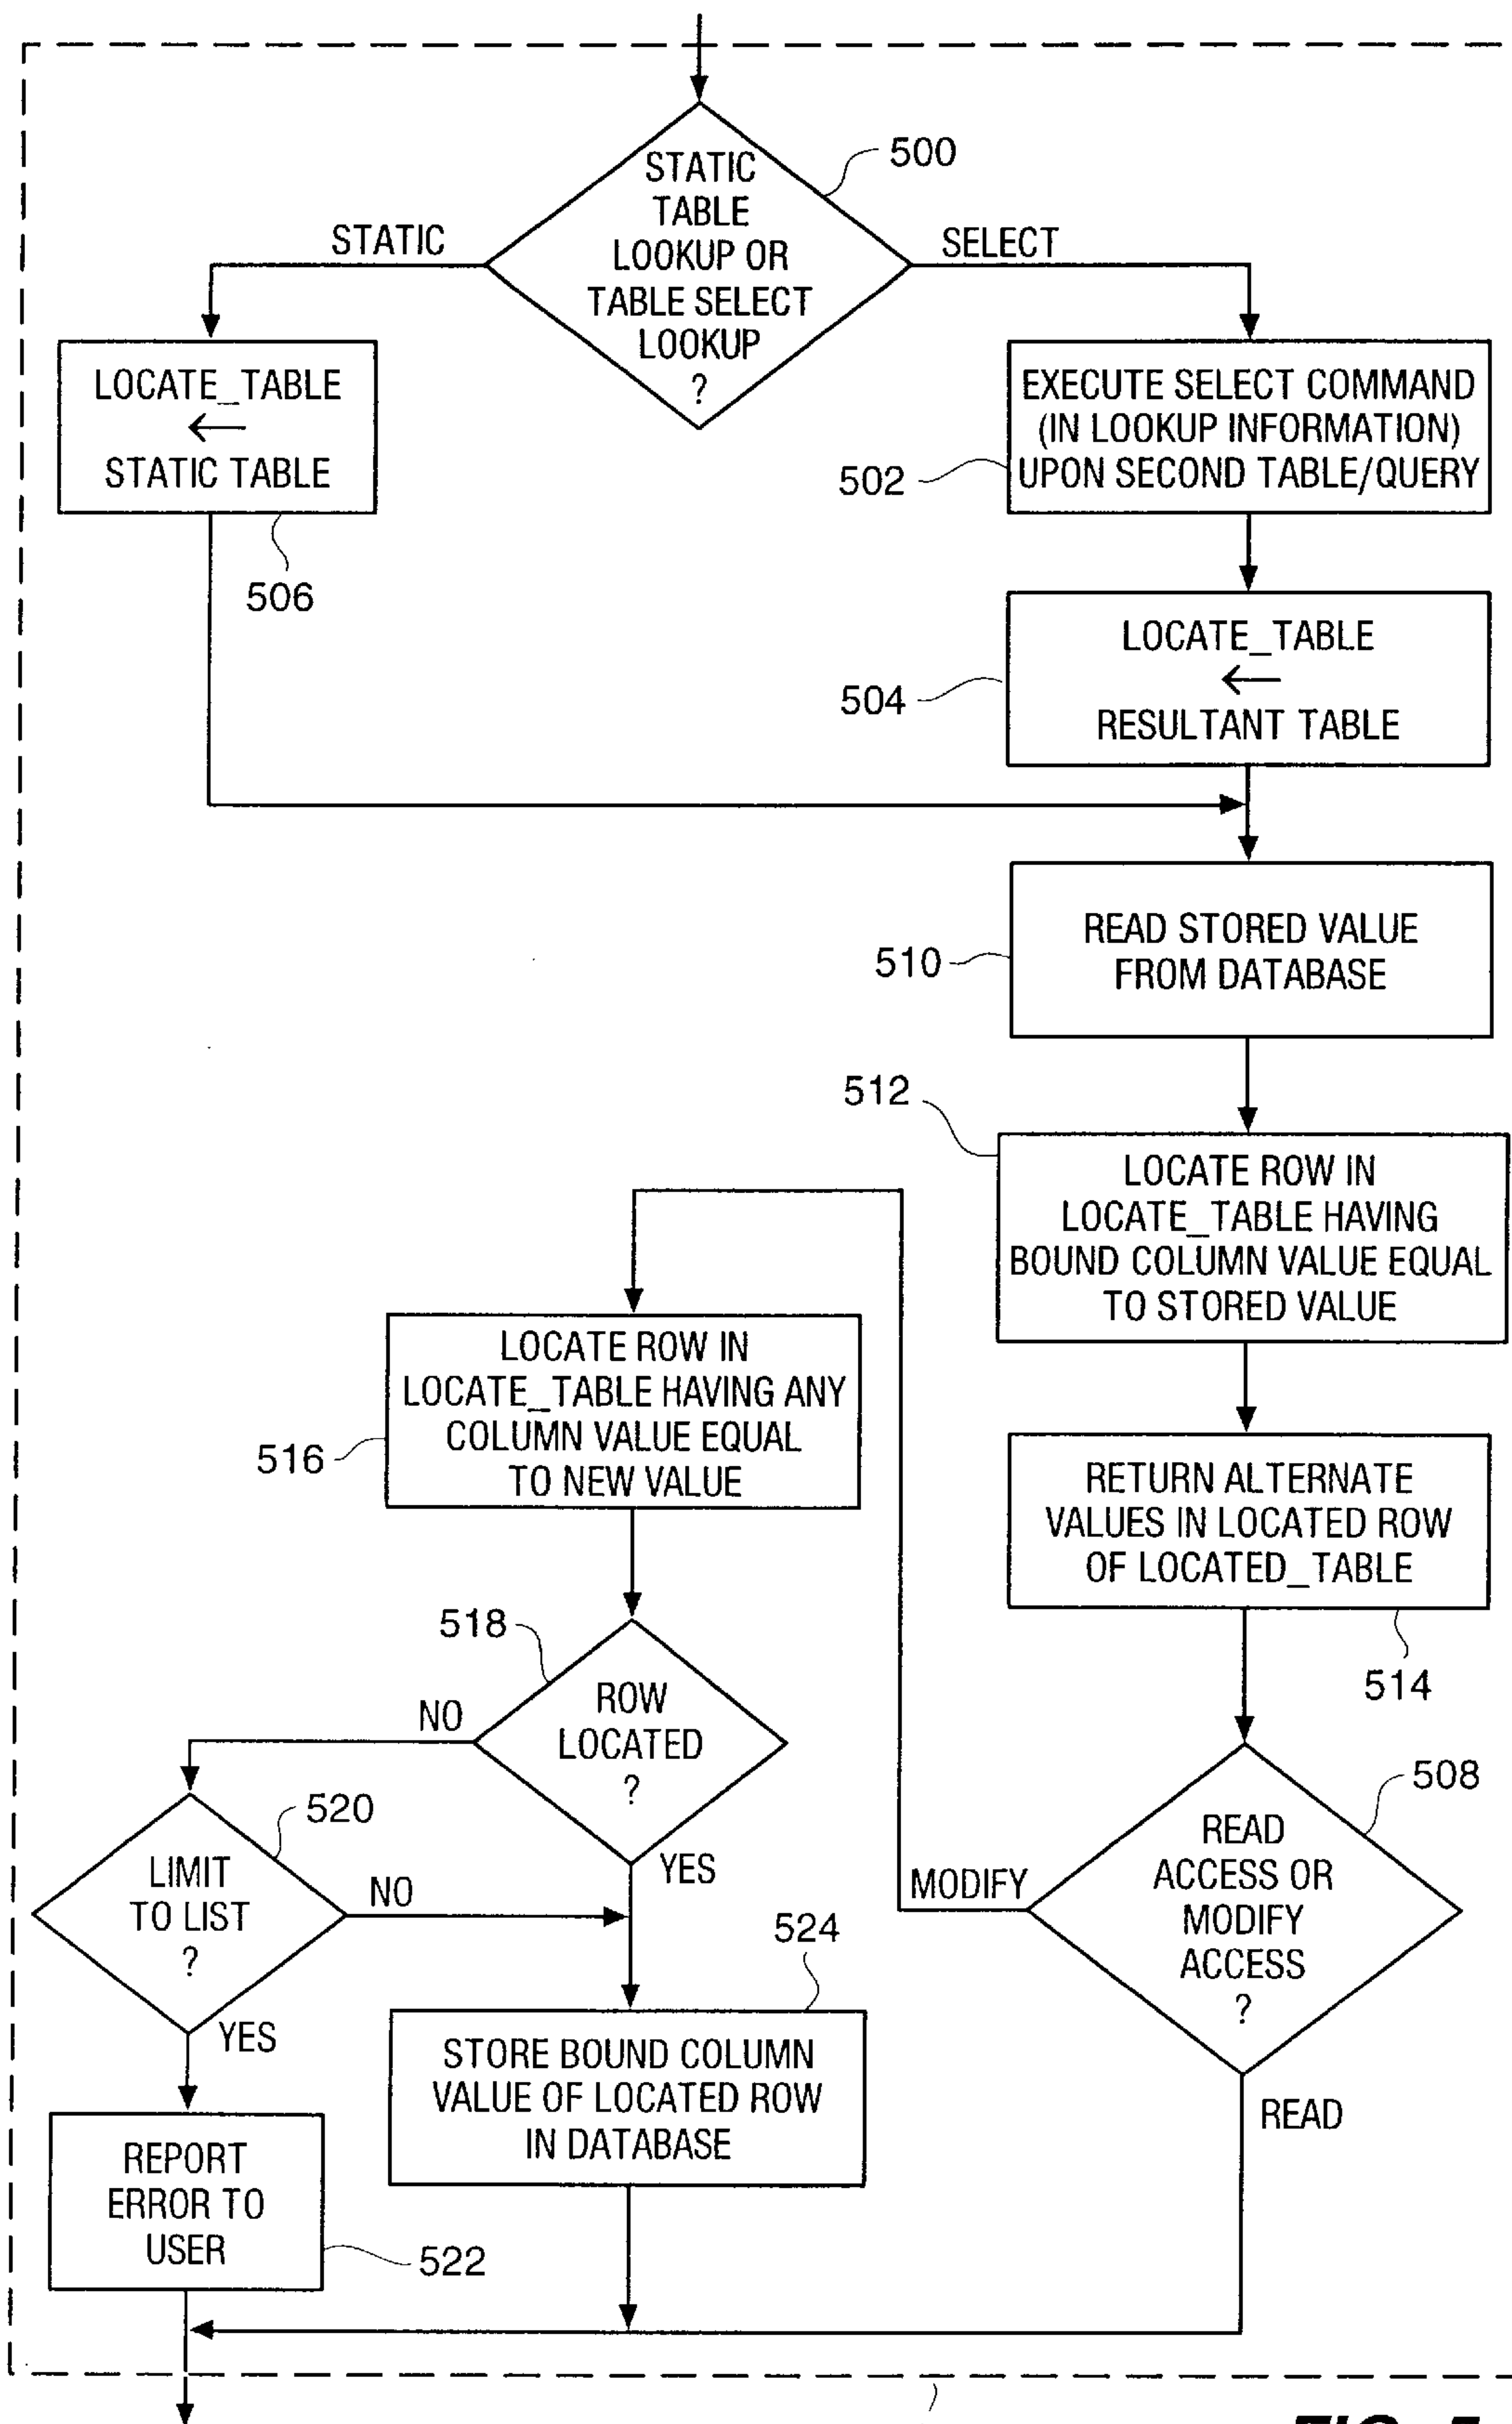 500
STATIC
TABLE
LOOKUP OR
TABLE SELECT
LOOKUP
?
STATIC
SELECT
LOCATE_TABLE
←
STATIC TABLE
506
EXECUTE SELECT COMMAND
(IN LOOKUP INFORMATION)
UPON SECOND TABLE/QUERY
502
LOCATE_TABLE
←
RESULTANT TABLE
504
READ STORED VALUE
FROM DATABASE
510
512
LOCATE ROW IN
LOCATE_TABLE HAVING
BOUND COLUMN VALUE EQUAL
TO STORED VALUE
LOCATE ROW IN
LOCATE_TABLE HAVING ANY
COLUMN VALUE EQUAL
TO NEW VALUE
516
RETURN ALTERNATE
VALUES IN LOCATED ROW
OF LOCATED_TABLE
514
518
ROW
LOCATED
?
NO
YES
508
READ
ACCESS OR
MODIFY
ACCESS
?
MODIFY
READ
520
LIMIT
TO LIST
?
NO
YES
524
STORE BOUND COLUMN
VALUE OF LOCATED ROW
IN DATABASE
REPORT
ERROR TO
USER
522